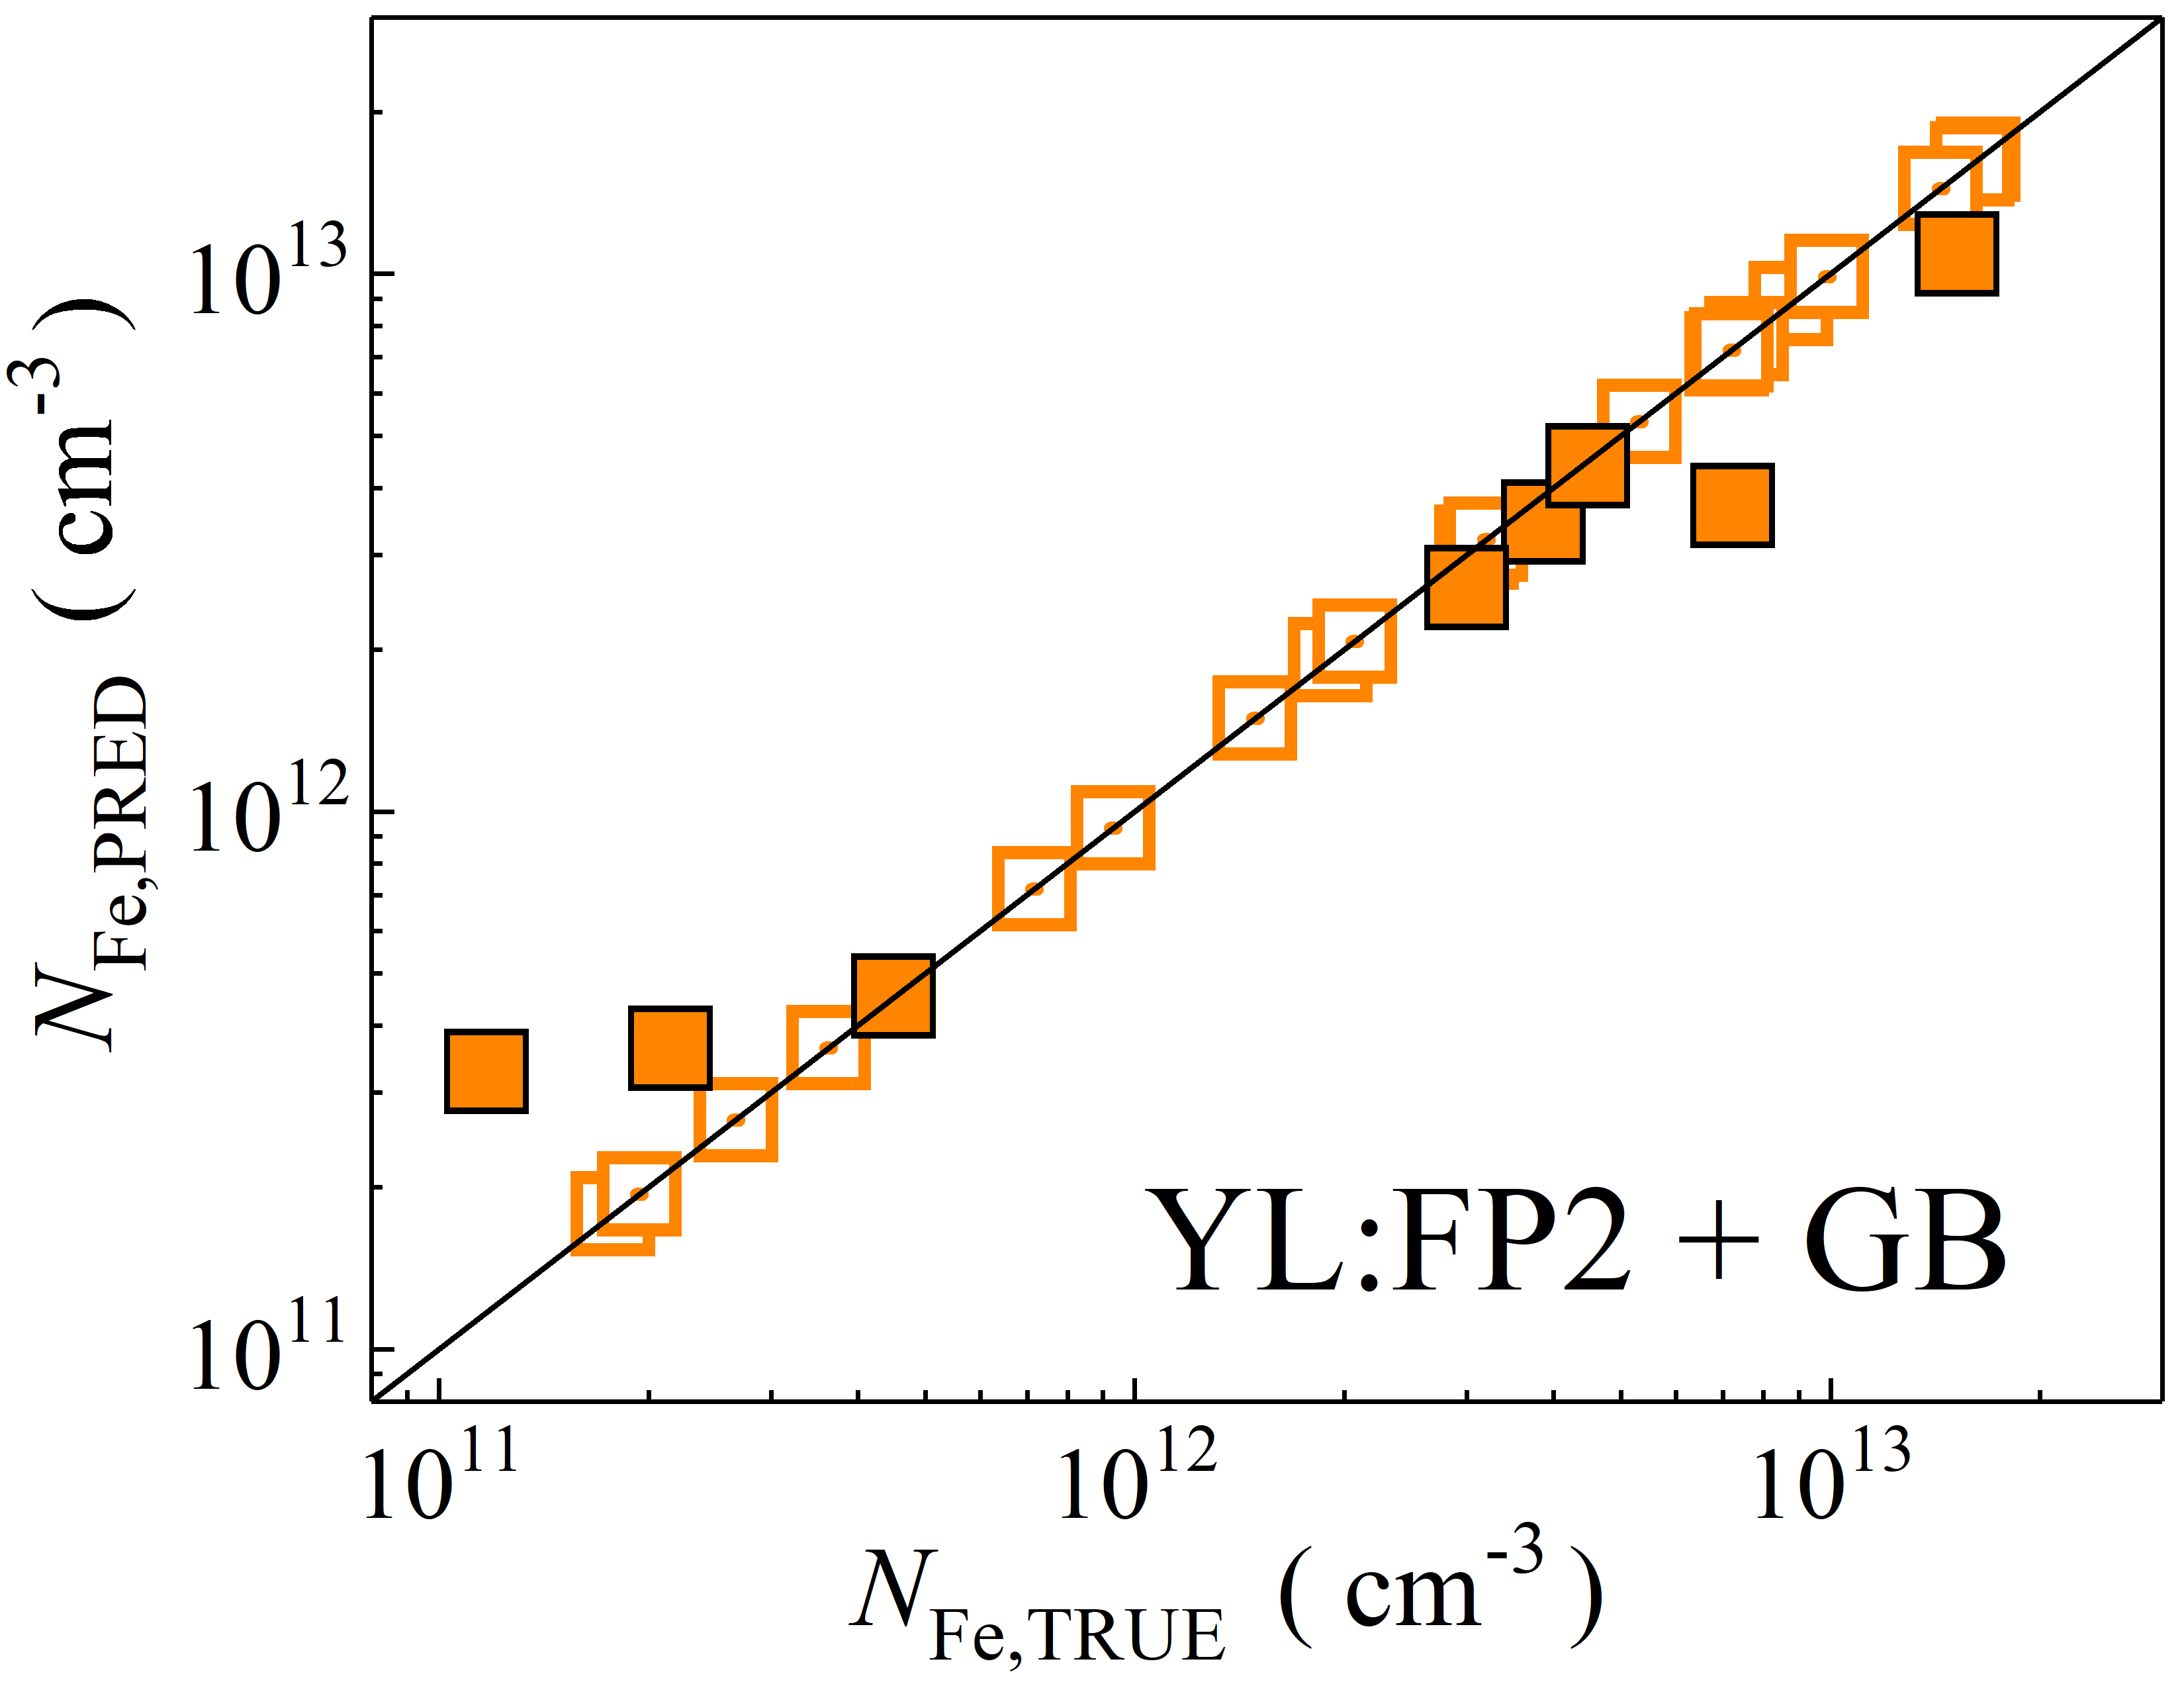 10^13
10^12
10^11
N_Fe,PRED ( cm^-3 )
YL:FP2 + GB
10^11 10^12 10^13
N_Fe,TRUE ( cm^-3 )